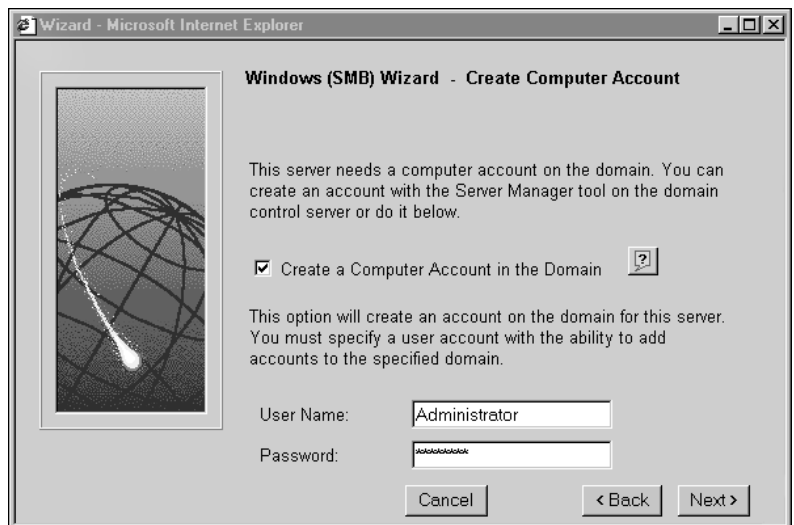 Wizard - Microsoft Internet Explorer
Windows (SMB) Wizard - Create Computer Account
This server needs a computer account on the domain. You can
create an account with the Server Manager tool on the domain
control server or do it below.
Create a Computer Account in the Domain
?
This option will create an account on the domain for this server.
You must specify a user account with the ability to add
accounts to the specified domain.
User Name: Administrator
Password: *********
Cancel < Back Next >